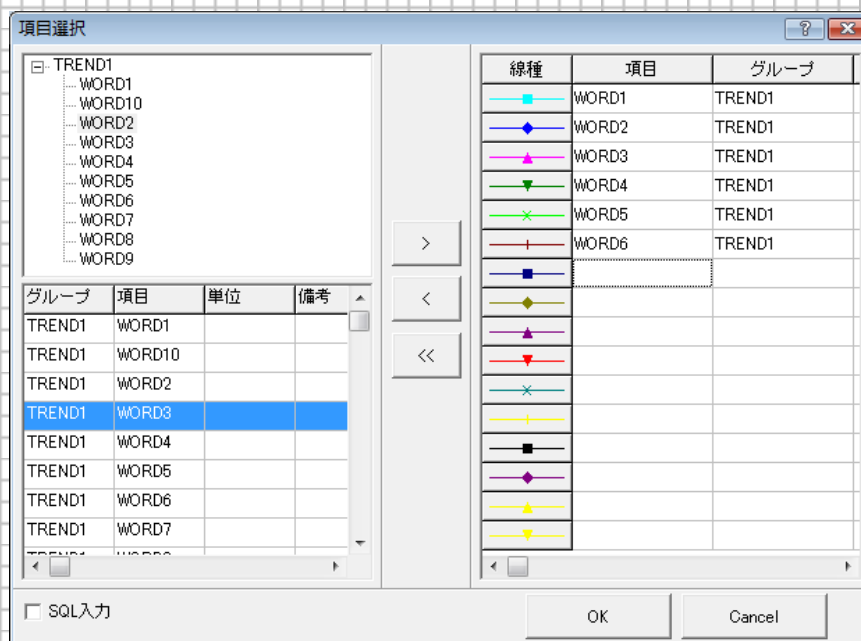 項目選択
TREND1
WORD1
WORD10
WORD2
WORD3
WORD4
WORD5
WORD6
WORD7
WORD8
WORD9
グループ 項目 単位 備考
TREND1 WORD1
TREND1 WORD10
TREND1 WORD2
TREND1 WORD3
TREND1 WORD4
TREND1 WORD5
TREND1 WORD6
TREND1 WORD7
SQL入力
>
<
<<
線種 項目 グループ
WORD1 TREND1
WORD2 TREND1
WORD3 TREND1
WORD4 TREND1
WORD5 TREND1
WORD6 TREND1
OK Cancel